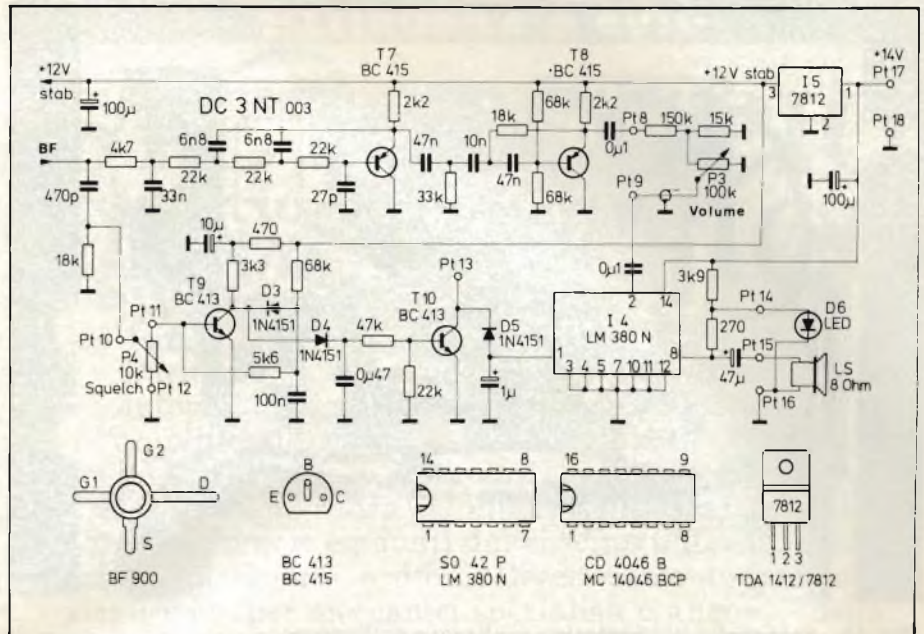 T7
BC 415
T8
BC 415
+12V
stab.
100µ
DC 3 NT 003
2k2
68k
2k2
+12V stab
3
I 5
7812
1
2
+14V
Pt 17
Pt 18
BF
4k7
6n8
6n8
22k
22k
22k
47n
10n
18k
47n
0µ1
Pt8
150k
15k
470p
33n
27p
33k
68k
Pt 9
P3
100k
Volume
100µ
18k
10µ
470
3k3
68k
Pt 13
0µ1
3k9
T9
BC 413
D3
1N4151
T10
BC 413
2
14
Pt 14
D6
LED
Pt 11
Pt 10
P4
10k
Squelch
Pt 12
D4
1N4151
47k
D5
1N4151
I 4
LM 380 N
1
8
3 4 5 7 10 11 12
270
Pt 15
5k6
100n
0µ47
22k
1µ
47µ
LS
8 Ohm
Pt 16
G2
G1
D
S
BF 900
B
E
C
BC 413
BC 415
14
8
1
7
SO 42 P
LM 380 N
16
9
1
8
CD 4046 B
MC 14046 BCP
7812
1 2 3
TDA 1412/7812